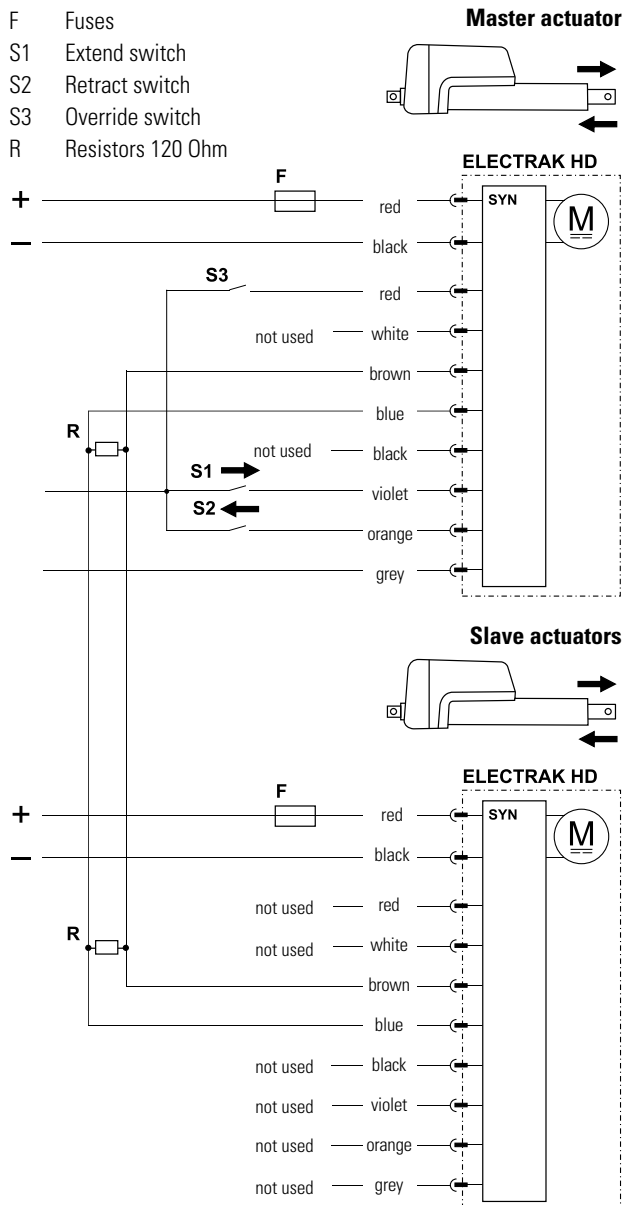 F Fuses
S1 Extend switch
S2 Retract switch
S3 Override switch
R Resistors 120 Ohm
Master actuator
ELECTRAK HD
F
+
red
SYN
M
–
black
S3
red
not used
white
brown
blue
R
not used
black
S1
violet
S2
orange
grey
Slave actuators
ELECTRAK HD
F
+
red
SYN
M
–
black
not used
red
R
not used
white
brown
blue
not used
black
not used
violet
not used
orange
not used
grey